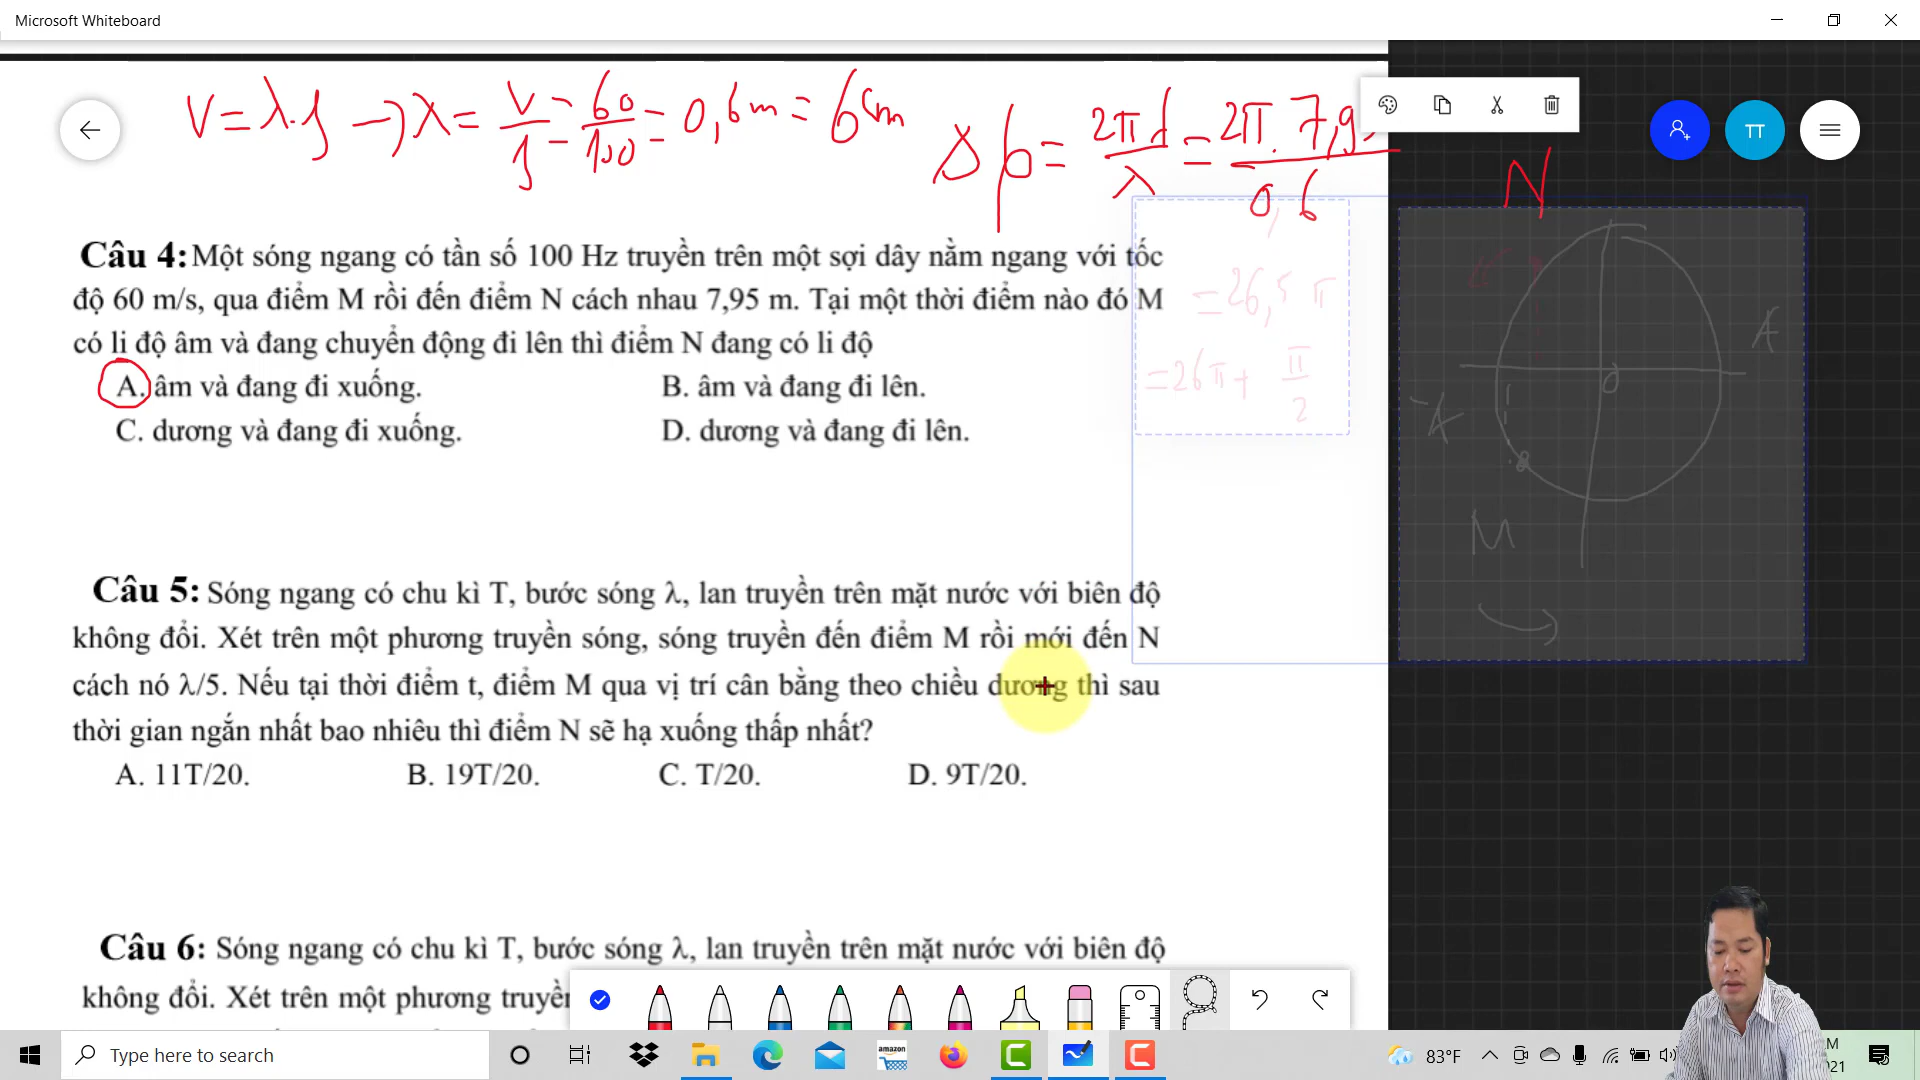 Microsoft Whiteboard
V = λ.f → λ = v/f = 60/100 = 0,6m = 6cm
Δφ = 2πd/λ = 2π.7,9 / 0,6
= 26,5 π
= 26π + π/2
N
A
-A
0
M
TT
Câu 4: Một sóng ngang có tần số 100 Hz truyền trên một sợi dây nằm ngang với tốc
độ 60 m/s, qua điểm M rồi đến điểm N cách nhau 7,95 m. Tại một thời điểm nào đó M
có li độ âm và đang chuyển động đi lên thì điểm N đang có li độ
A. âm và đang đi xuống. B. âm và đang đi lên.
C. dương và đang đi xuống. D. dương và đang đi lên.
Câu 5: Sóng ngang có chu kì T, bước sóng λ, lan truyền trên mặt nước với biên độ
không đổi. Xét trên một phương truyền sóng, sóng truyền đến điểm M rồi mới đến N
cách nó λ/5. Nếu tại thời điểm t, điểm M qua vị trí cân bằng theo chiều dương thì sau
thời gian ngắn nhất bao nhiêu thì điểm N sẽ hạ xuống thấp nhất?
A. 11T/20. B. 19T/20. C. T/20. D. 9T/20.
Câu 6: Sóng ngang có chu kì T, bước sóng λ, lan truyền trên mặt nước với biên độ
không đổi. Xét trên một phương
Type here to search
amazon
83°F
M
021